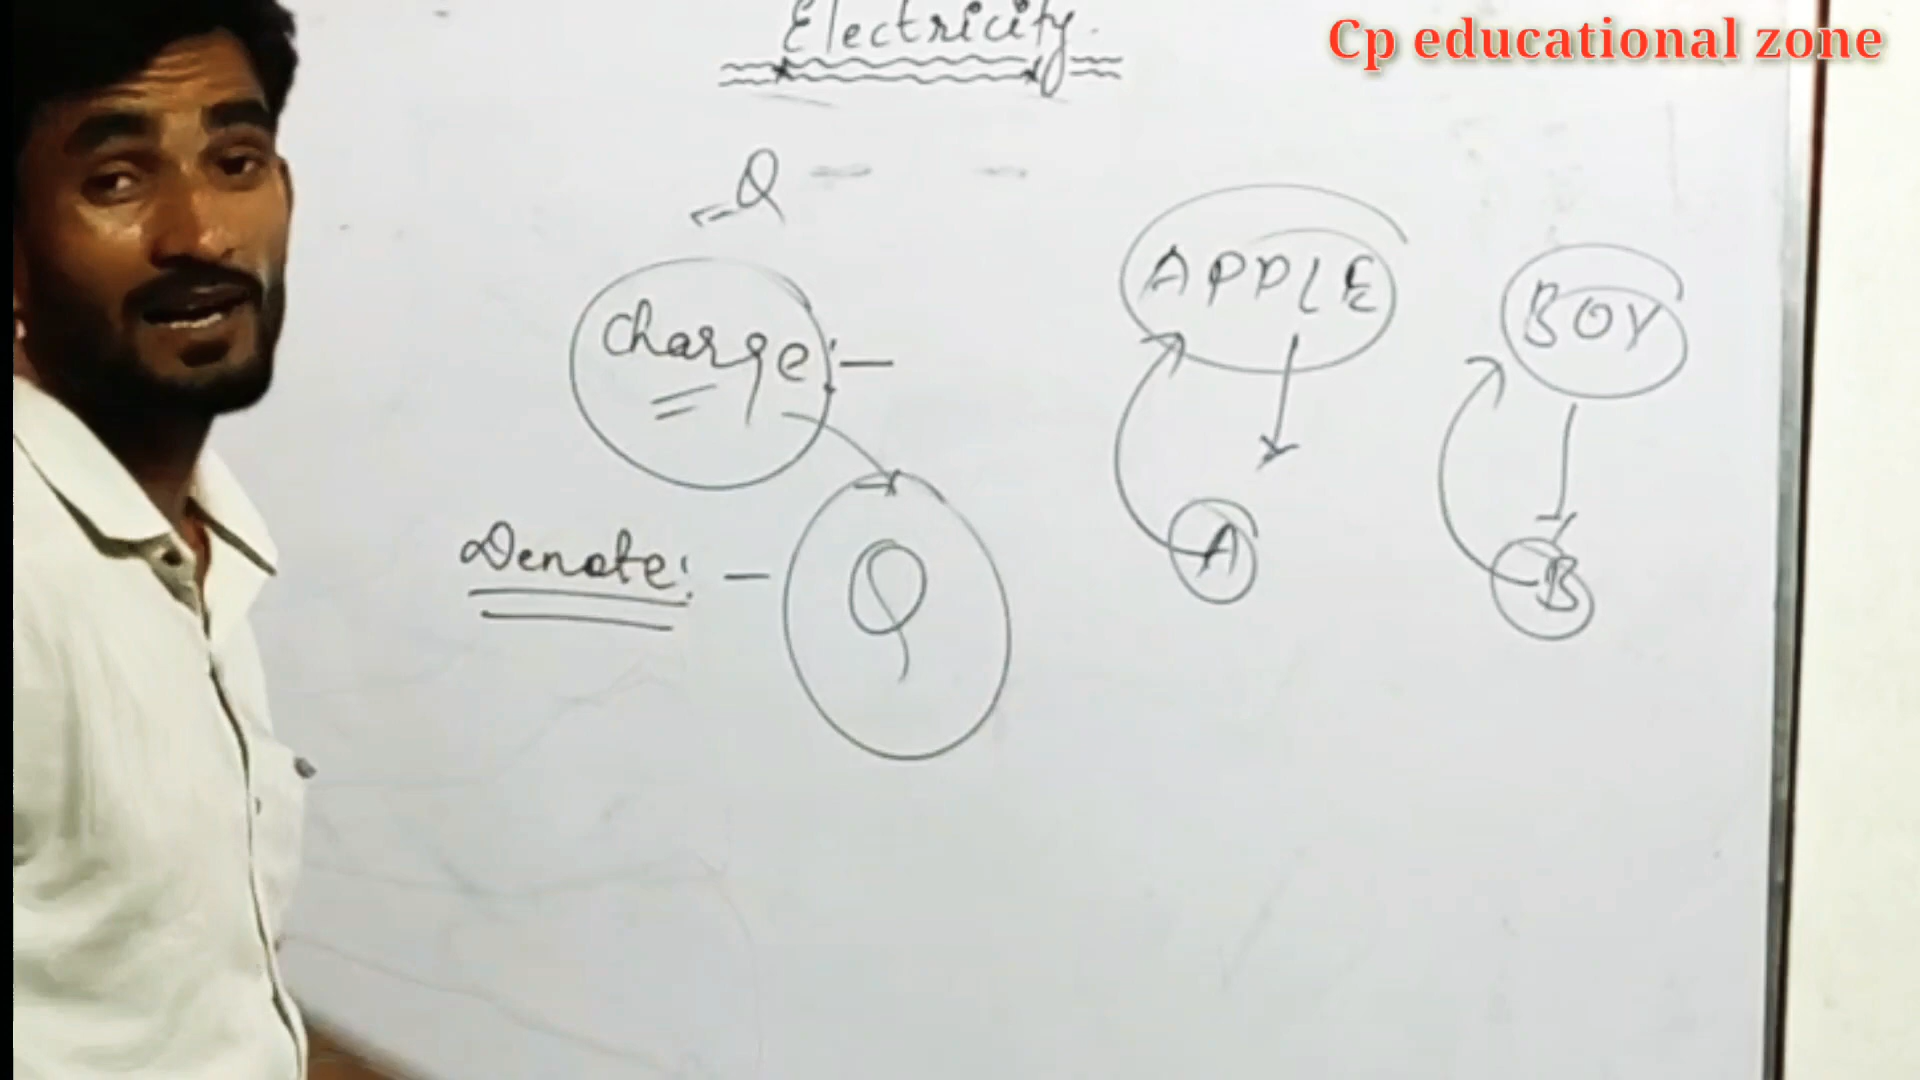 Electricity.
Cp educational zone
Q
Charge:-
APPLE
BOY
Denote:- Q
A
B